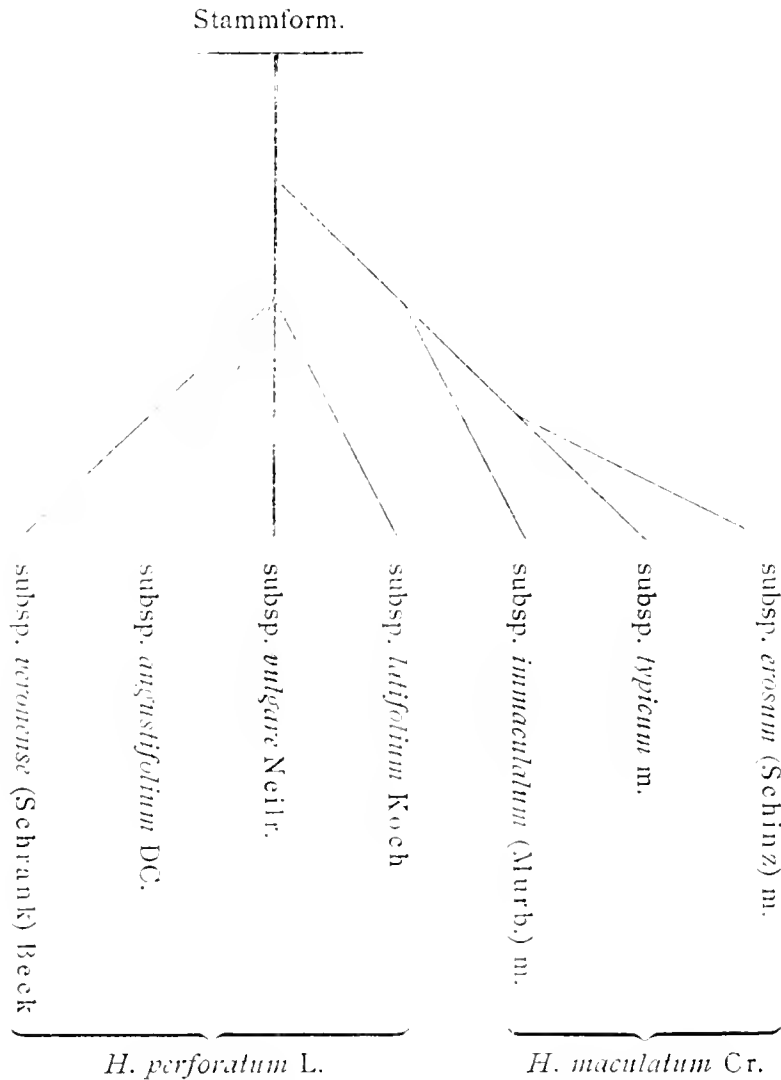 Stammform.
subsp. veronense (Schrank) Beck
subsp. angustifolium DC.
subsp. vulgare Neilr.
subsp. latifolium Koch
subsp. immaculatum (Murb.) m.
subsp. typicum m.
subsp. erosum (Schinz) m.
H. perforatum L.
H. maculatum Cr.